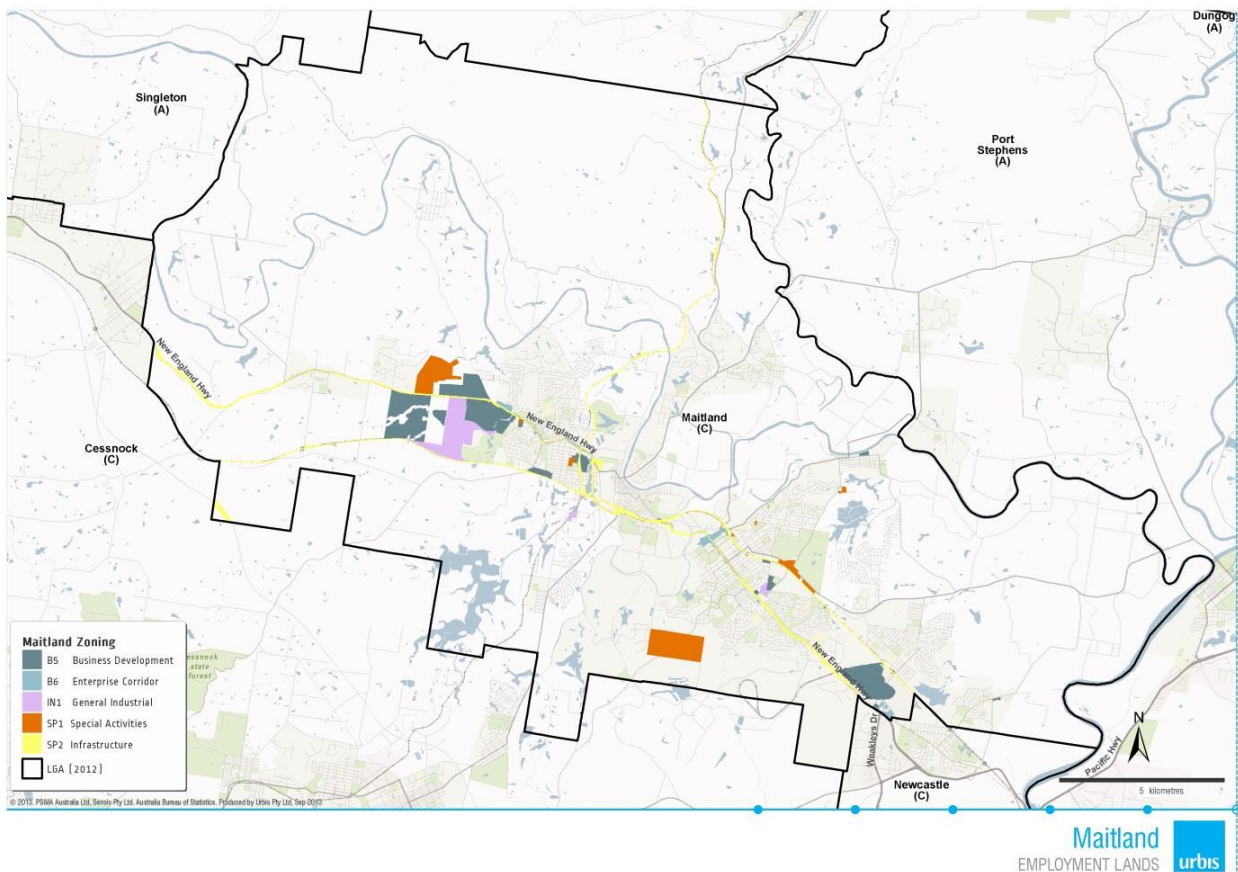 Dungog
(A)
Singleton
(A)
Port
Stephens
(A)
New England Hwy
New England Hwy
Maitland
(C)
Cessnock
(C)
New England Hwy
Weakleys Dr
Newcastle
(C)
Pacific Hwy
N
5 kilometres
essnock
state
forest
Maitland Zoning
B5 Business Development
B6 Enterprise Corridor
IN1 General Industrial
SP1 Special Activities
SP2 Infrastructure
LGA [2012]
© 2013. PSMA Australia Ltd, Sensis Pty Ltd. Australia Bureau of Statistics. Produced by Urbis Pty Ltd, Sep 2013
Maitland
EMPLOYMENT LANDS
urbis